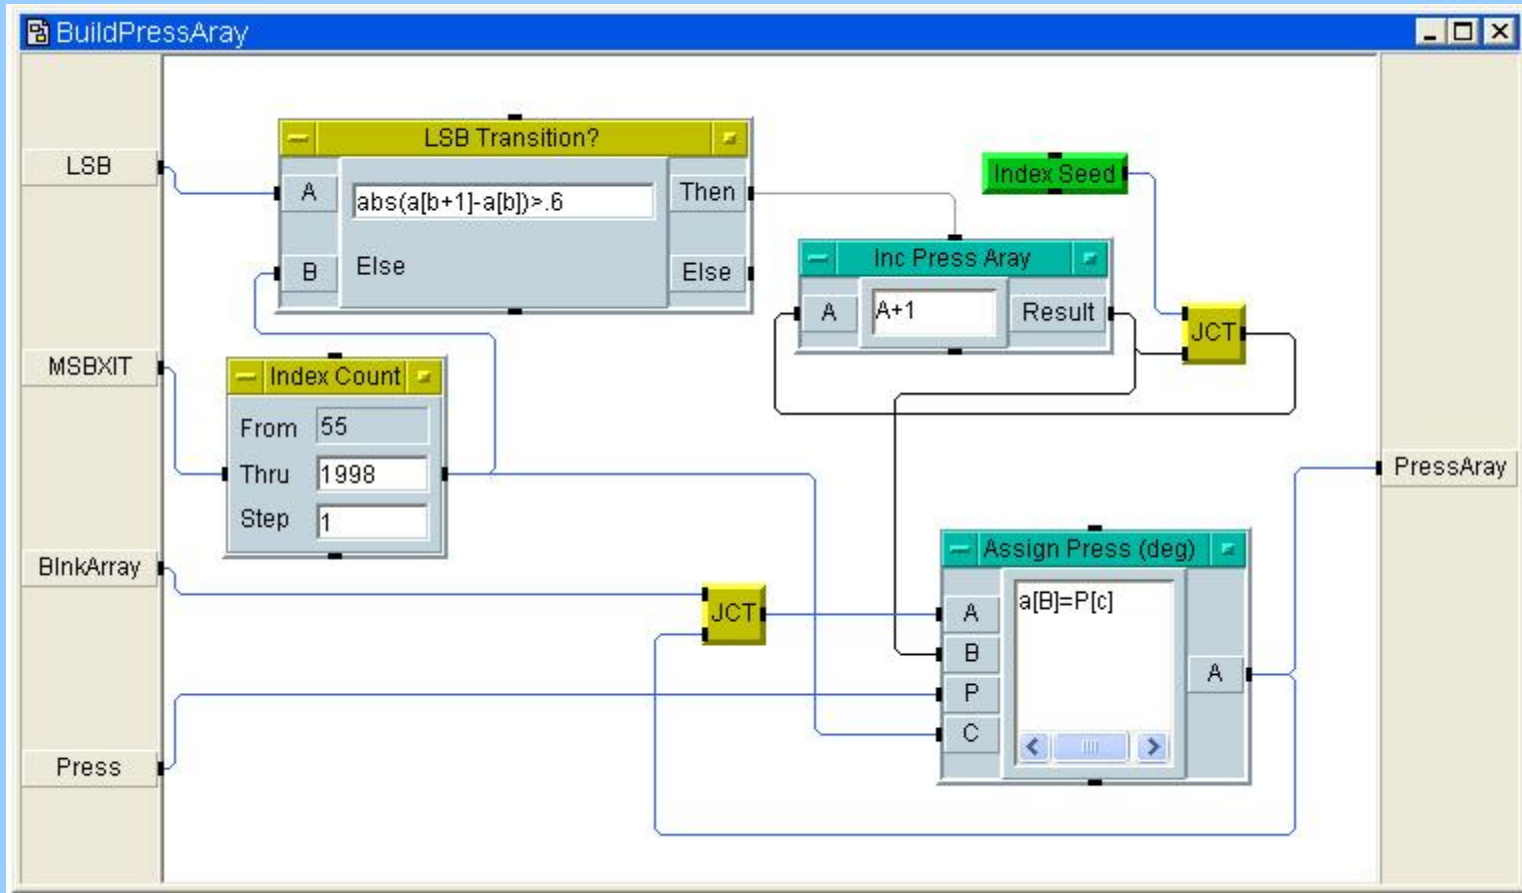 BuildPressAray
LSB
LSB Transition?
A
abs(a[b+1]-a[b])>.6
Then
B
Else
Else
Index Seed
Inc Press Aray
A
A+1
Result
JCT
MSBXIT
Index Count
From 55
Thru 1998
Step 1
PressAray
BlnkArray
JCT
Assign Press (deg)
A
B
P
C
a[B]=P[c]
A
Press